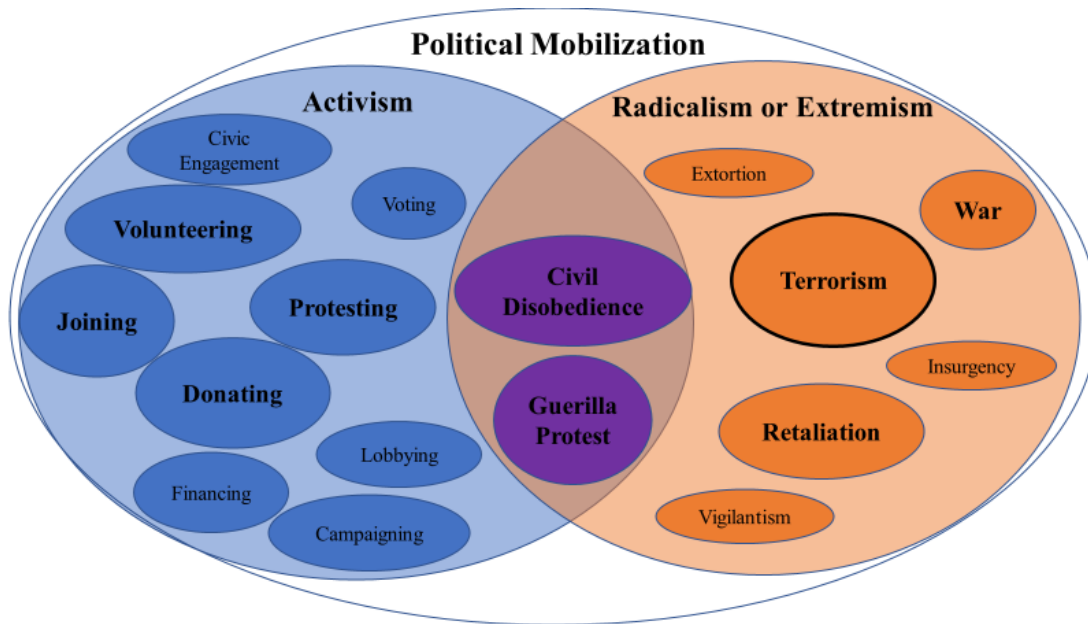 Political Mobilization
Activism
Radicalism or Extremism
Civic
Engagement
Voting
Volunteering
Joining
Protesting
Donating
Lobbying
Financing
Campaigning
Civil
Disobedience
Guerilla
Protest
Extortion
War
Terrorism
Insurgency
Retaliation
Vigilantism